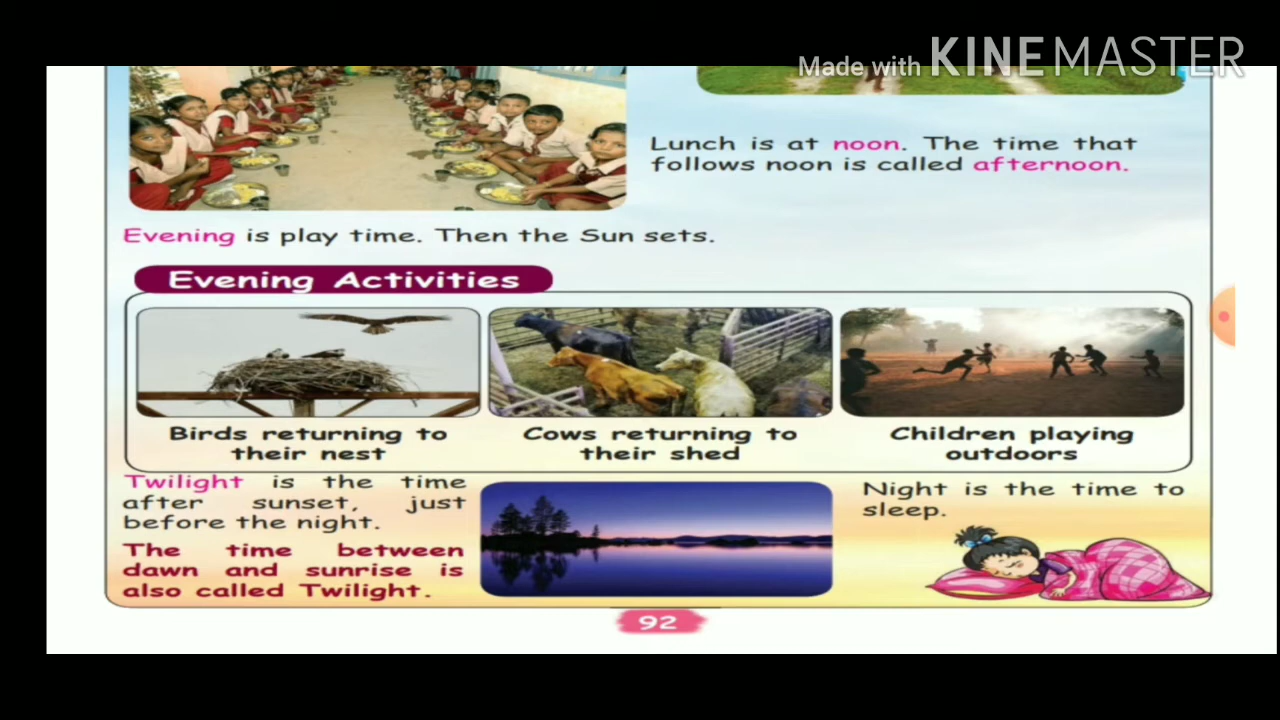 Made with KINEMASTER
Lunch is at noon. The time that
follows noon is called afternoon.
Evening is play time. Then the Sun sets.
Evening Activities
Birds returning to
their nest
Cows returning to
their shed
Children playing
outdoors
Twilight is the time
after sunset, just
before the night.
The time between
dawn and sunrise is
also called Twilight.
Night is the time to
sleep.
92